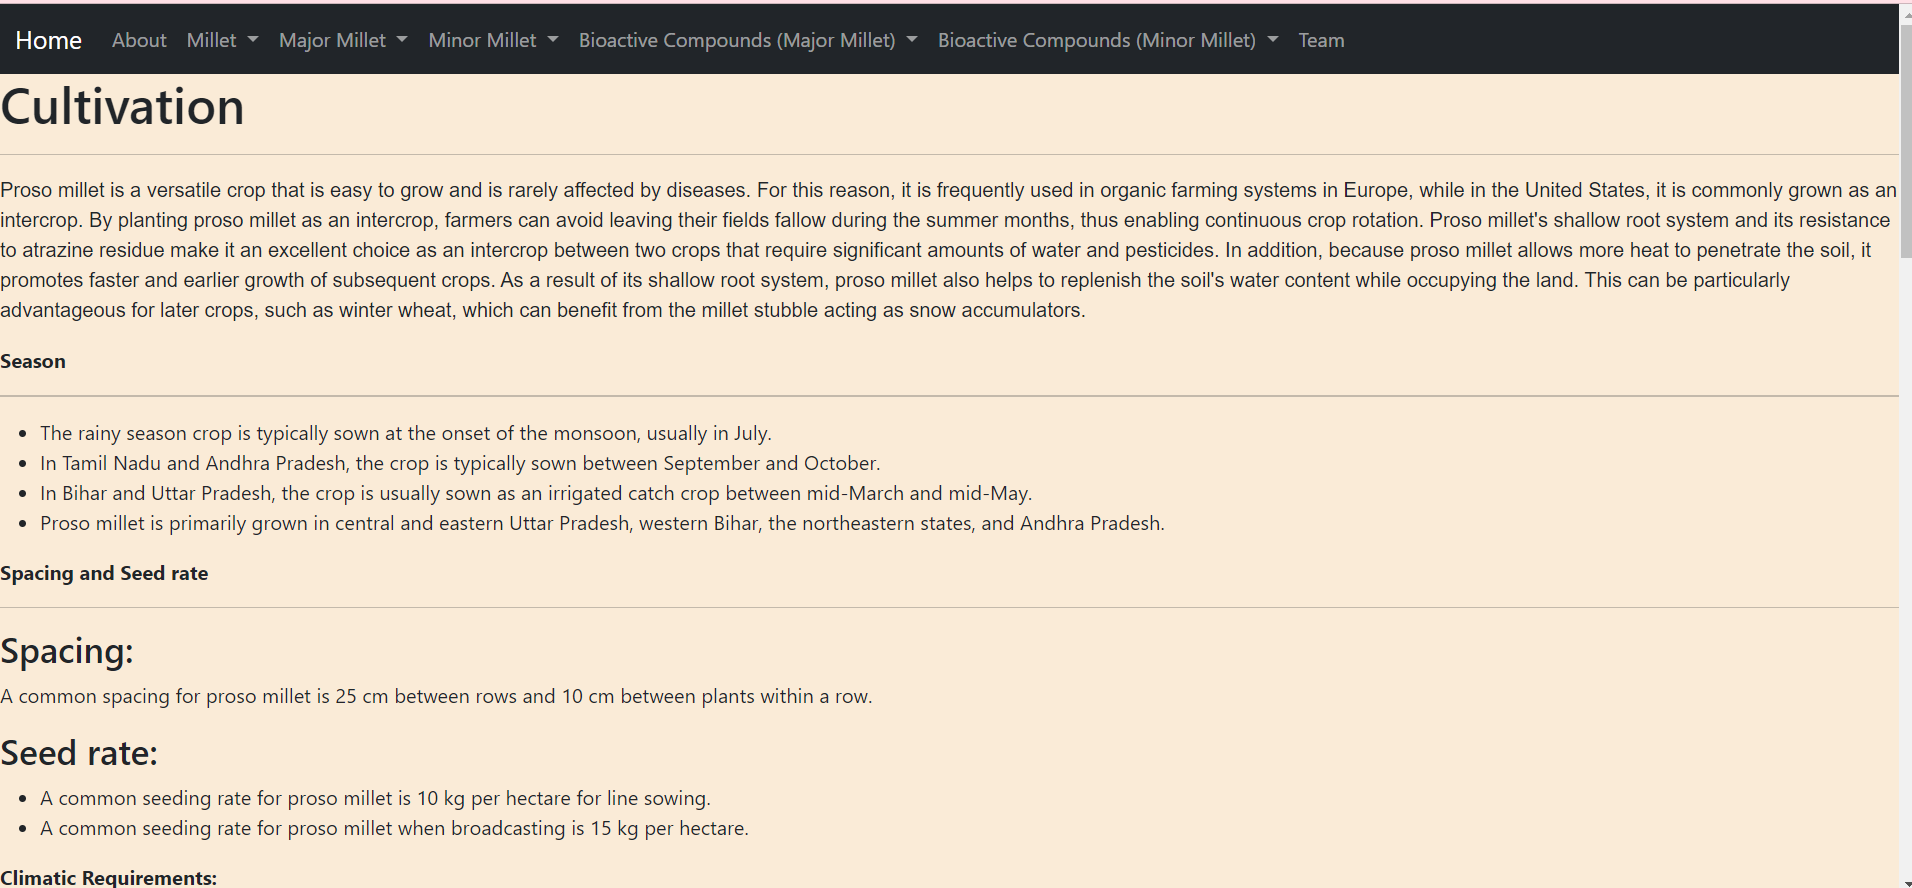 Home About Millet Major Millet Minor Millet Bioactive Compounds (Major Millet) Bioactive Compounds (Minor Millet) Team
Cultivation
Proso millet is a versatile crop that is easy to grow and is rarely affected by diseases. For this reason, it is frequently used in organic farming systems in Europe, while in the United States, it is commonly grown as an
intercrop. By planting proso millet as an intercrop, farmers can avoid leaving their fields fallow during the summer months, thus enabling continuous crop rotation. Proso millet's shallow root system and its resistance
to atrazine residue make it an excellent choice as an intercrop between two crops that require significant amounts of water and pesticides. In addition, because proso millet allows more heat to penetrate the soil, it
promotes faster and earlier growth of subsequent crops. As a result of its shallow root system, proso millet also helps to replenish the soil's water content while occupying the land. This can be particularly
advantageous for later crops, such as winter wheat, which can benefit from the millet stubble acting as snow accumulators.
Season
• The rainy season crop is typically sown at the onset of the monsoon, usually in July.
• In Tamil Nadu and Andhra Pradesh, the crop is typically sown between September and October.
• In Bihar and Uttar Pradesh, the crop is usually sown as an irrigated catch crop between mid-March and mid-May.
• Proso millet is primarily grown in central and eastern Uttar Pradesh, western Bihar, the northeastern states, and Andhra Pradesh.
Spacing and Seed rate
Spacing:
A common spacing for proso millet is 25 cm between rows and 10 cm between plants within a row.
Seed rate:
• A common seeding rate for proso millet is 10 kg per hectare for line sowing.
• A common seeding rate for proso millet when broadcasting is 15 kg per hectare.
Climatic Requirements: